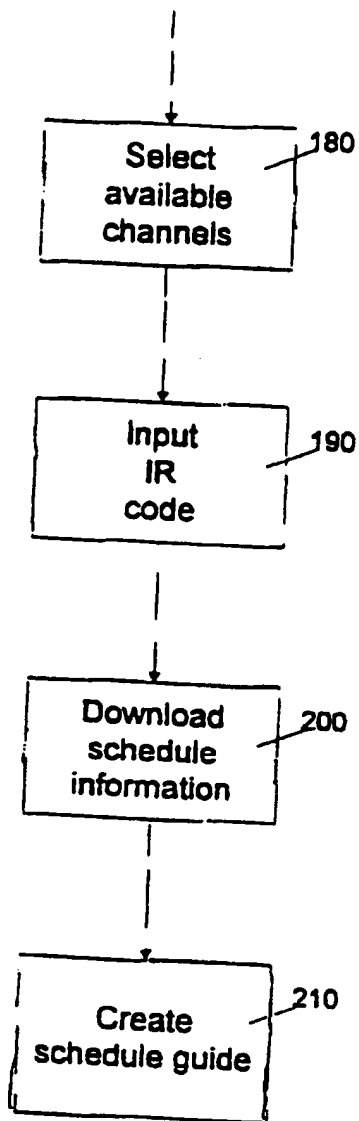 180
Select
available
channels
190
Input
IR
code
200
Download
schedule
information
210
Create
schedule guide